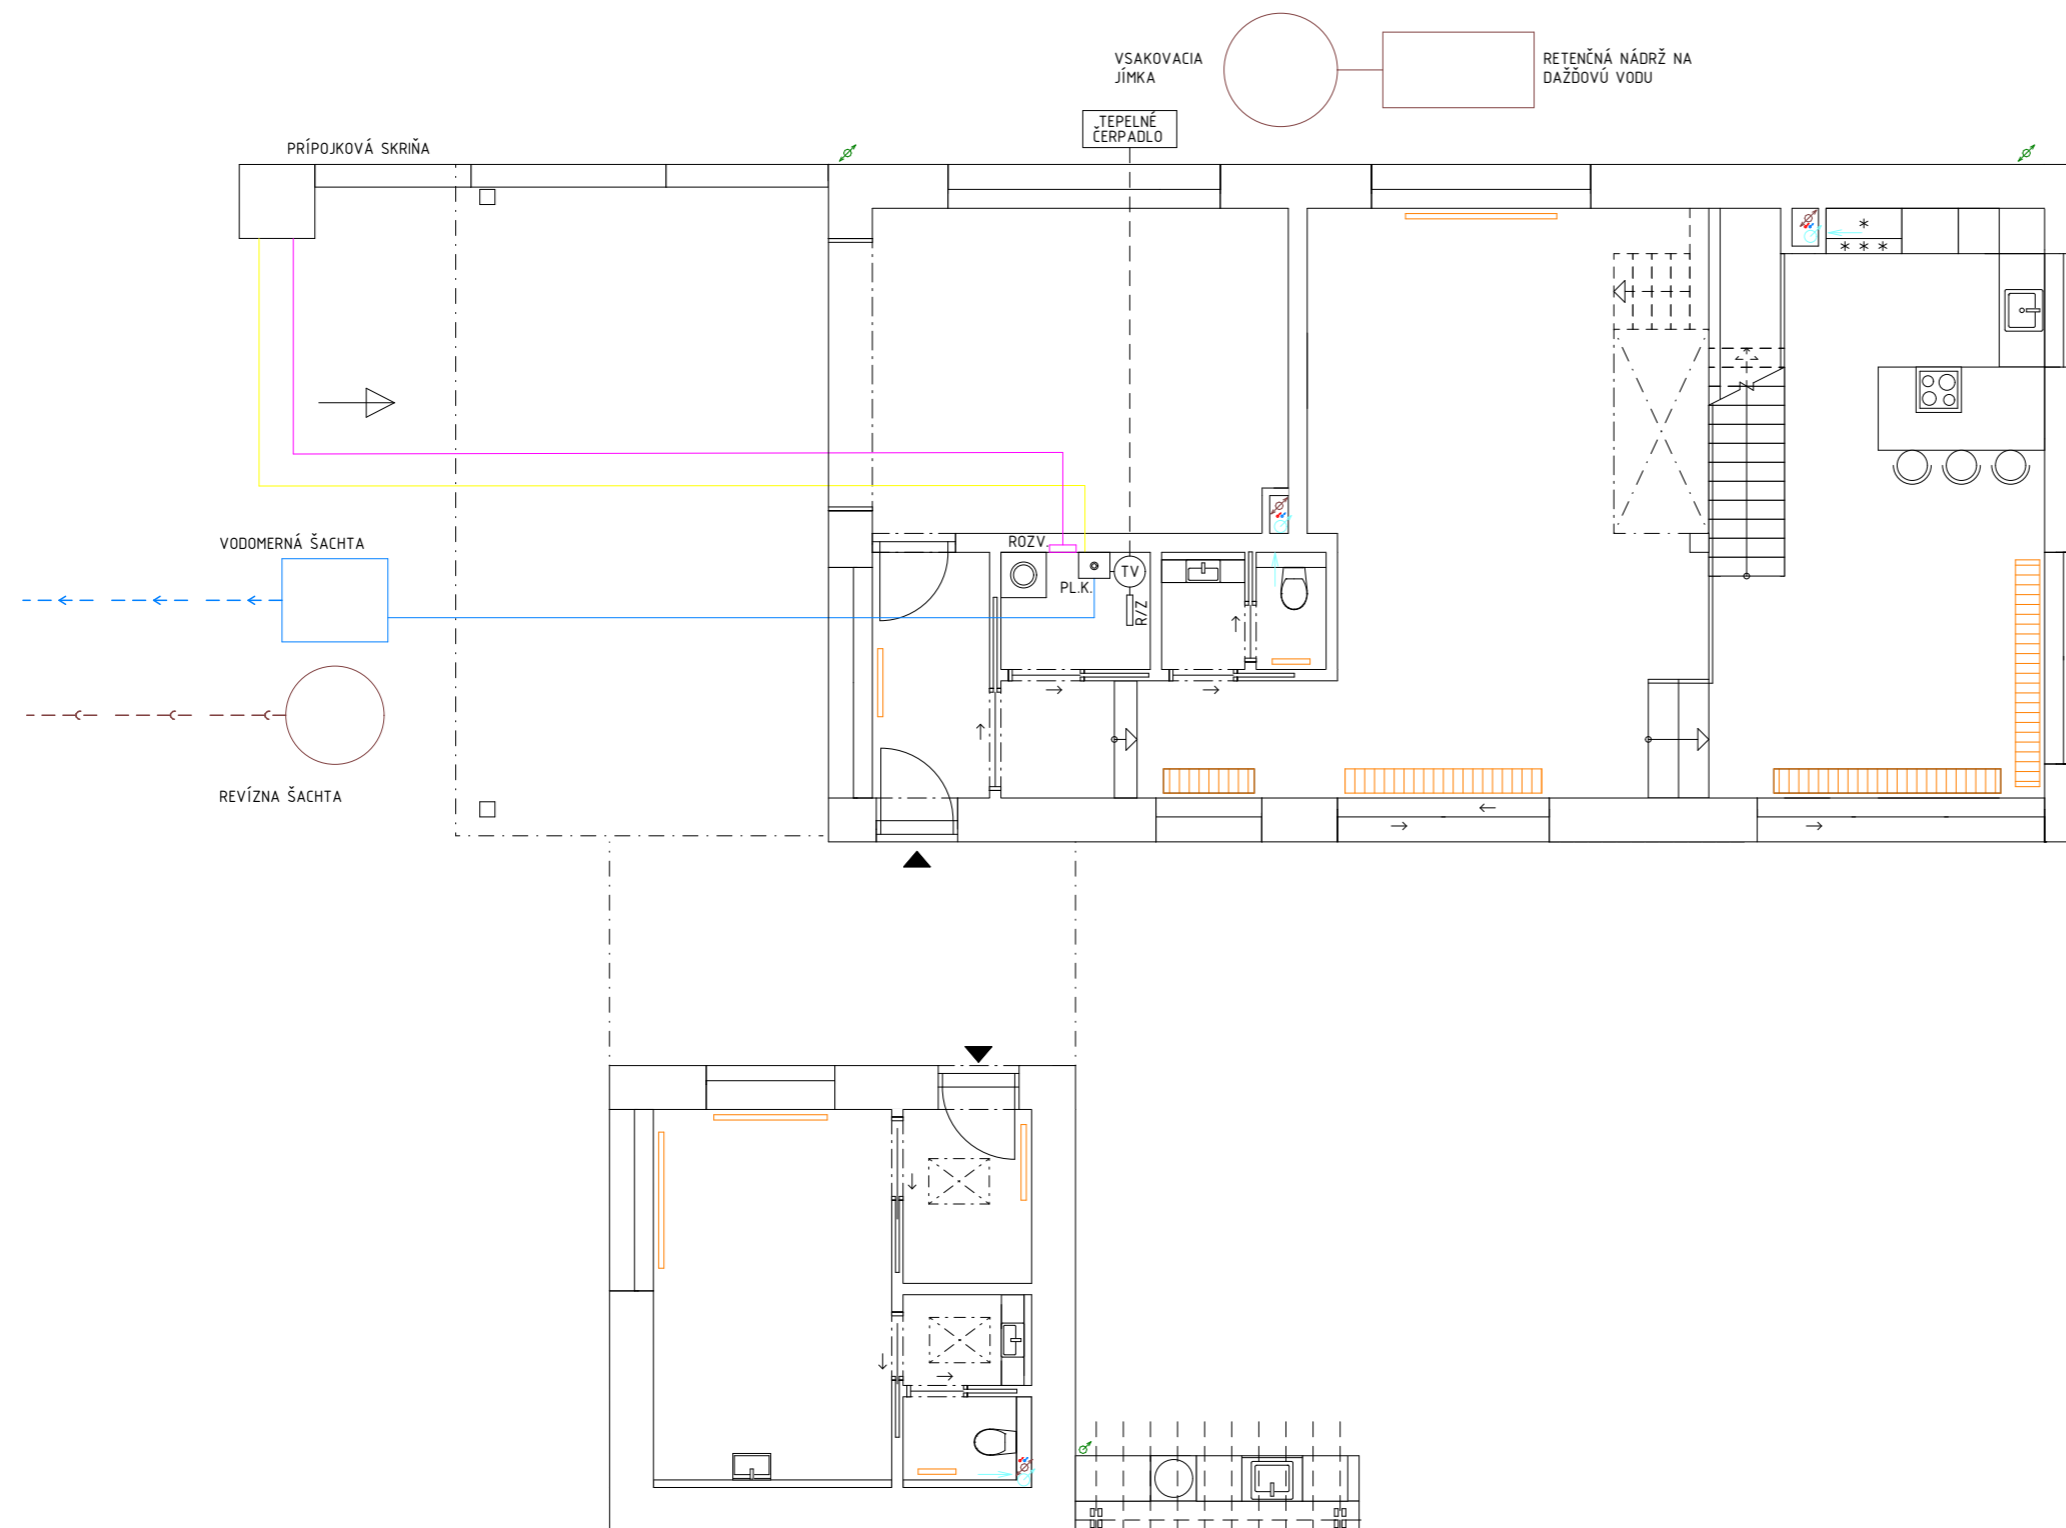 VSAKOVACIA
JÍMKA
RETENČNÁ NÁDRŽ NA
DAŽĎOVÚ VODU
TEPELNÉ
ČERPADLO
PRÍPOJKOVÁ SKRIŇA
VODOMERNÁ ŠACHTA
ROZV.
PL.K.
TV
R/Z
REVÍZNA ŠACHTA